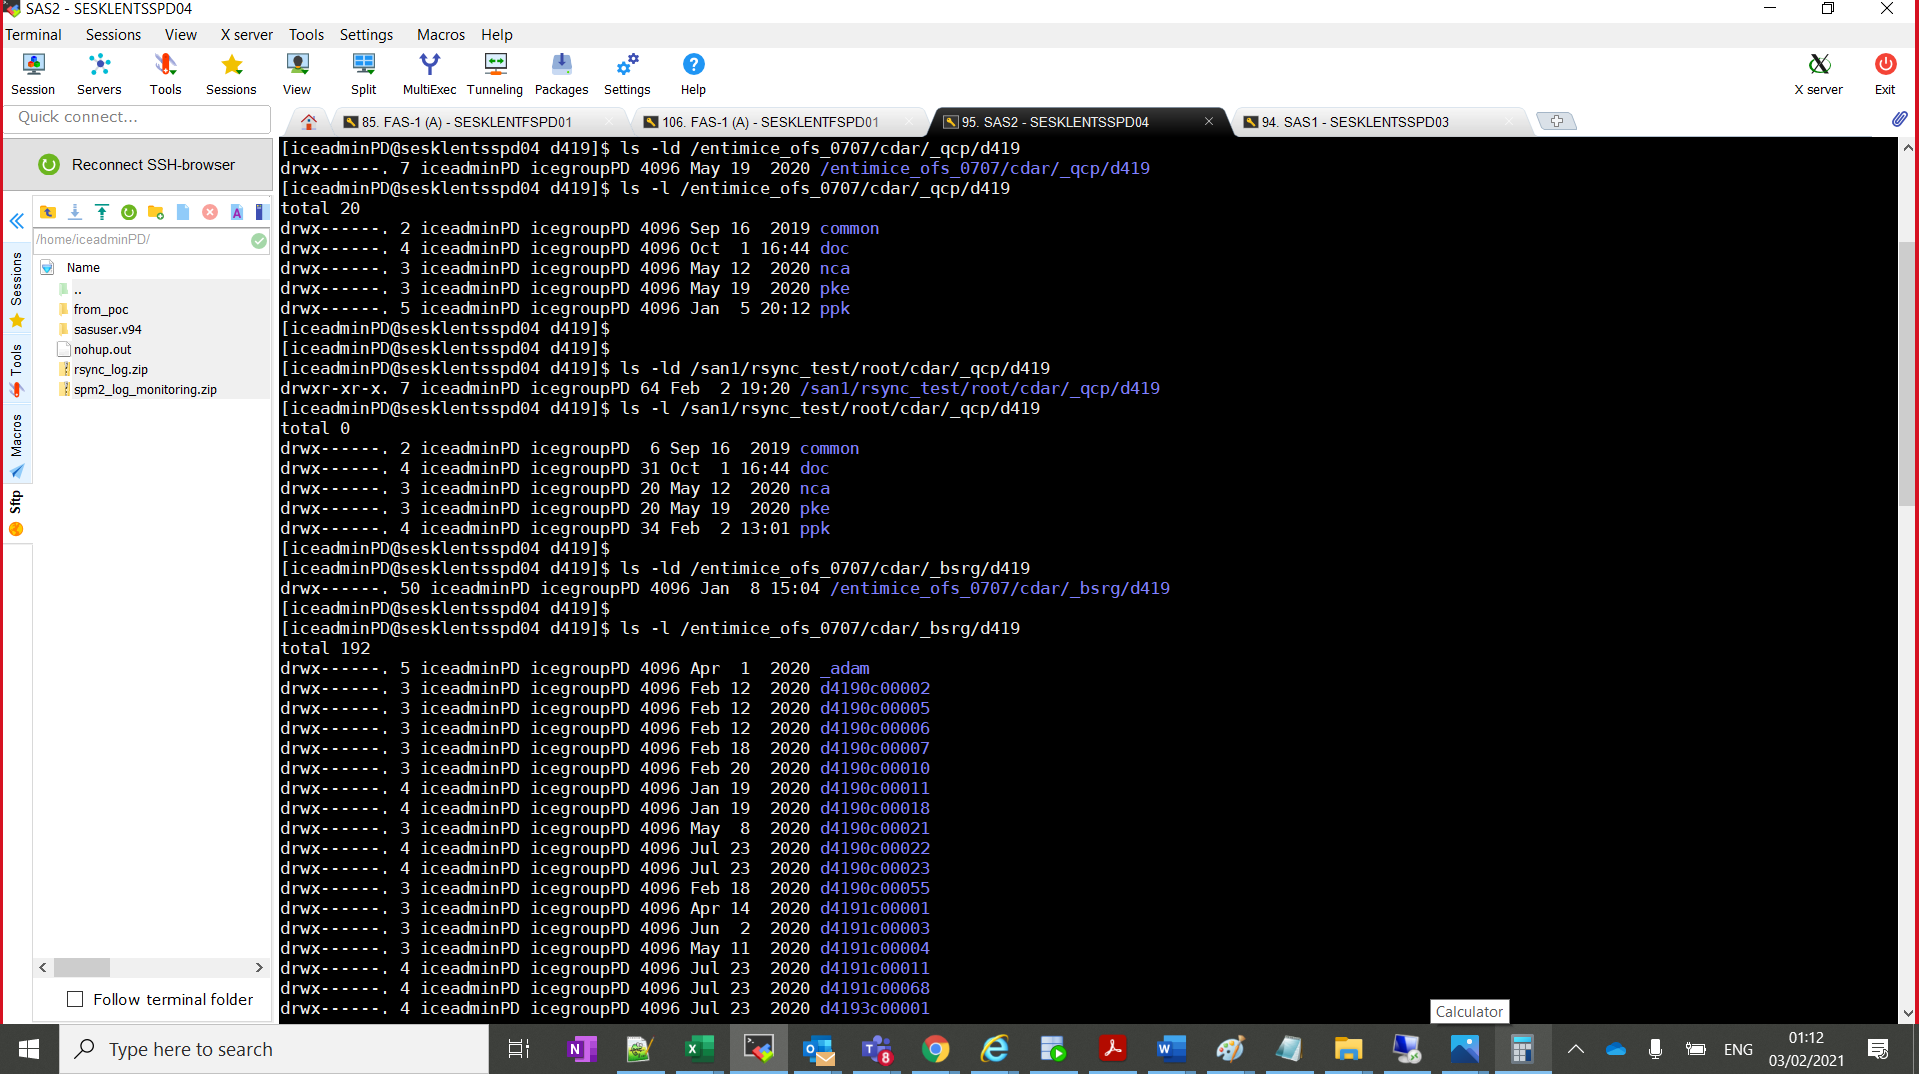 SAS2 - SESKLENTSSPD04
Terminal Sessions View X server Tools Settings Macros Help
Session Servers Tools Sessions View Split MultiExec Tunneling Packages Settings Help X server Exit
Quick connect...
85. FAS-1 (A) - SESKLENTFSPD01
106. FAS-1 (A) - SESKLENTFSPD01
95. SAS2 - SESKLENTSSPD04
94. SAS1 - SESKLENTSSPD03
Reconnect SSH-browser
/home/iceadminPD/
Name
..
from_poc
sasuser.v94
nohup.out
rsync_log.zip
spm2_log_monitoring.zip
Sessions
Tools
Macros
Sftp
Follow terminal folder
[iceadminPD@sesklentsspd04 d419]$ ls -ld /entimice_ofs_0707/cdar/_qcp/d419
drwx------. 7 iceadminPD icegroupPD 4096 May 19  2020 /entimice_ofs_0707/cdar/_qcp/d419
[iceadminPD@sesklentsspd04 d419]$ ls -l /entimice_ofs_0707/cdar/_qcp/d419
total 20
drwx------. 2 iceadminPD icegroupPD 4096 Sep 16  2019 common
drwx------. 4 iceadminPD icegroupPD 4096 Oct  1 16:44 doc
drwx------. 3 iceadminPD icegroupPD 4096 May 12  2020 nca
drwx------. 3 iceadminPD icegroupPD 4096 May 19  2020 pke
drwx------. 5 iceadminPD icegroupPD 4096 Jan  5 20:12 ppk
[iceadminPD@sesklentsspd04 d419]$
[iceadminPD@sesklentsspd04 d419]$
[iceadminPD@sesklentsspd04 d419]$ ls -ld /san1/rsync_test/root/cdar/_qcp/d419
drwxr-xr-x. 7 iceadminPD icegroupPD 64 Feb  2 19:20 /san1/rsync_test/root/cdar/_qcp/d419
[iceadminPD@sesklentsspd04 d419]$ ls -l /san1/rsync_test/root/cdar/_qcp/d419
total 0
drwx------. 2 iceadminPD icegroupPD  6 Sep 16  2019 common
drwx------. 4 iceadminPD icegroupPD 31 Oct  1 16:44 doc
drwx------. 3 iceadminPD icegroupPD 20 May 12  2020 nca
drwx------. 3 iceadminPD icegroupPD 20 May 19  2020 pke
drwx------. 4 iceadminPD icegroupPD 34 Feb  2 13:01 ppk
[iceadminPD@sesklentsspd04 d419]$
[iceadminPD@sesklentsspd04 d419]$ ls -ld /entimice_ofs_0707/cdar/_bsrg/d419
drwx------. 50 iceadminPD icegroupPD 4096 Jan  8 15:04 /entimice_ofs_0707/cdar/_bsrg/d419
[iceadminPD@sesklentsspd04 d419]$
[iceadminPD@sesklentsspd04 d419]$ ls -l /entimice_ofs_0707/cdar/_bsrg/d419
total 192
drwx------. 5 iceadminPD icegroupPD 4096 Apr  1  2020 _adam
drwx------. 3 iceadminPD icegroupPD 4096 Feb 12  2020 d4190c00002
drwx------. 3 iceadminPD icegroupPD 4096 Feb 12  2020 d4190c00005
drwx------. 3 iceadminPD icegroupPD 4096 Feb 12  2020 d4190c00006
drwx------. 3 iceadminPD icegroupPD 4096 Feb 18  2020 d4190c00007
drwx------. 3 iceadminPD icegroupPD 4096 Feb 20  2020 d4190c00010
drwx------. 4 iceadminPD icegroupPD 4096 Jan 19  2020 d4190c00011
drwx------. 4 iceadminPD icegroupPD 4096 Jan 19  2020 d4190c00018
drwx------. 3 iceadminPD icegroupPD 4096 May  8  2020 d4190c00021
drwx------. 4 iceadminPD icegroupPD 4096 Jul 23  2020 d4190c00022
drwx------. 4 iceadminPD icegroupPD 4096 Jul 23  2020 d4190c00023
drwx------. 3 iceadminPD icegroupPD 4096 Feb 18  2020 d4190c00055
drwx------. 3 iceadminPD icegroupPD 4096 Apr 14  2020 d4191c00001
drwx------. 3 iceadminPD icegroupPD 4096 Jun  2  2020 d4191c00003
drwx------. 3 iceadminPD icegroupPD 4096 May 11  2020 d4191c00004
drwx------. 4 iceadminPD icegroupPD 4096 Jul 23  2020 d4191c00011
drwx------. 4 iceadminPD icegroupPD 4096 Jul 23  2020 d4191c00068
drwx------. 4 iceadminPD icegroupPD 4096 Jul 23  2020 d4193c00001
Calculator
Type here to search
8
ENG
01:12
03/02/2021